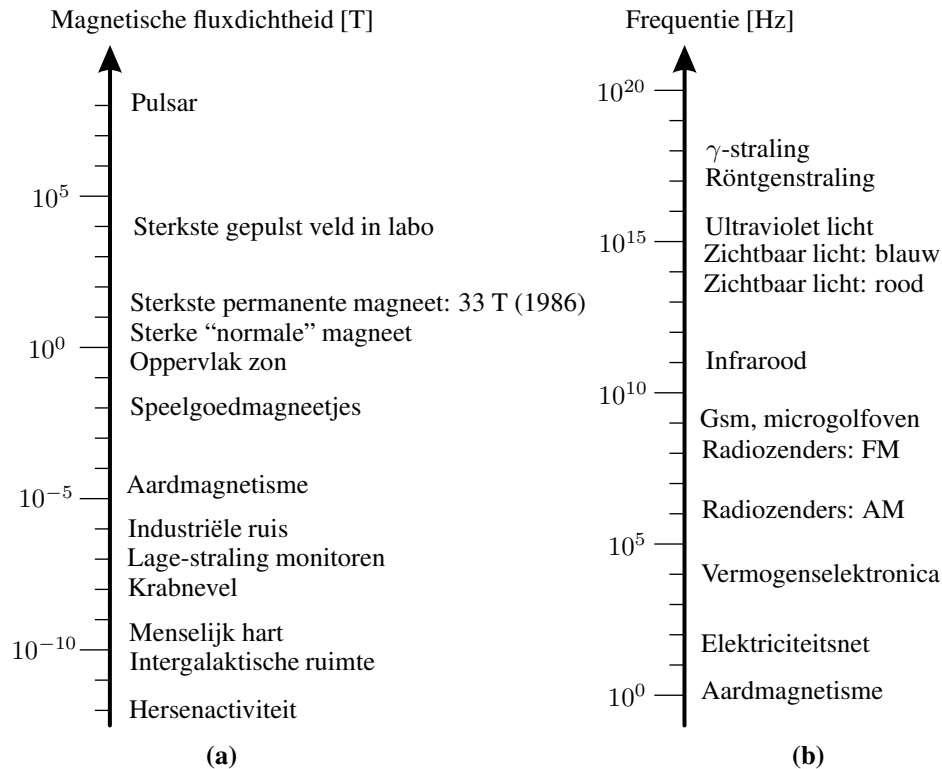 Magnetische fluxdichtheid [T]
Pulsar
10^5
Sterkste gepulst veld in labo
Sterkste permanente magneet: 33 T (1986)
Sterke “normale” magneet
10^0
Oppervlak zon
Speelgoedmagneetjes
Aardmagnetisme
10^−5
Industriële ruis
Lage-straling monitoren
Krabnevel
Menselijk hart
10^−10
Intergalaktische ruimte
Hersenactiviteit
(a)
Frequentie [Hz]
10^20
γ-straling
Röntgenstraling
Ultraviolet licht
10^15
Zichtbaar licht: blauw
Zichtbaar licht: rood
Infrarood
10^10
Gsm, microgolfoven
Radiozenders: FM
Radiozenders: AM
10^5
Vermogenselektronica
Elektriciteitsnet
10^0
Aardmagnetisme
(b)